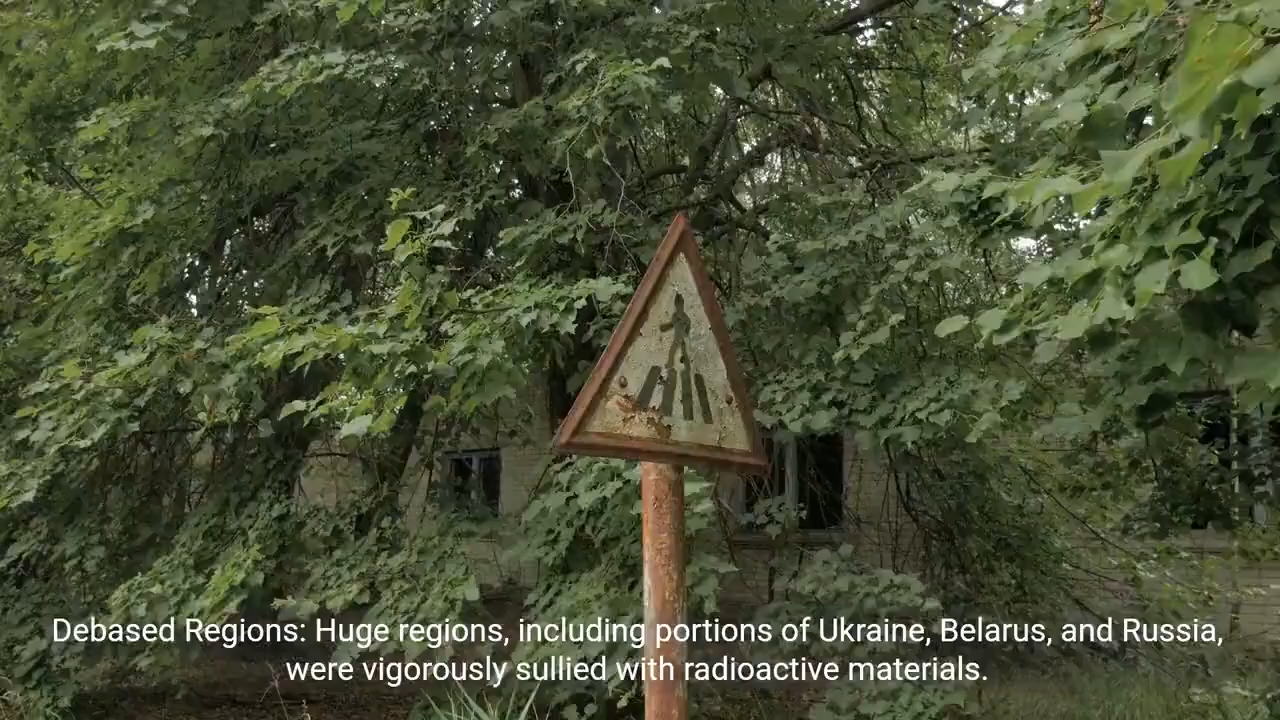 Debased Regions: Huge regions, including portions of Ukraine, Belarus, and Russia,
were vigorously sullied with radioactive materials.